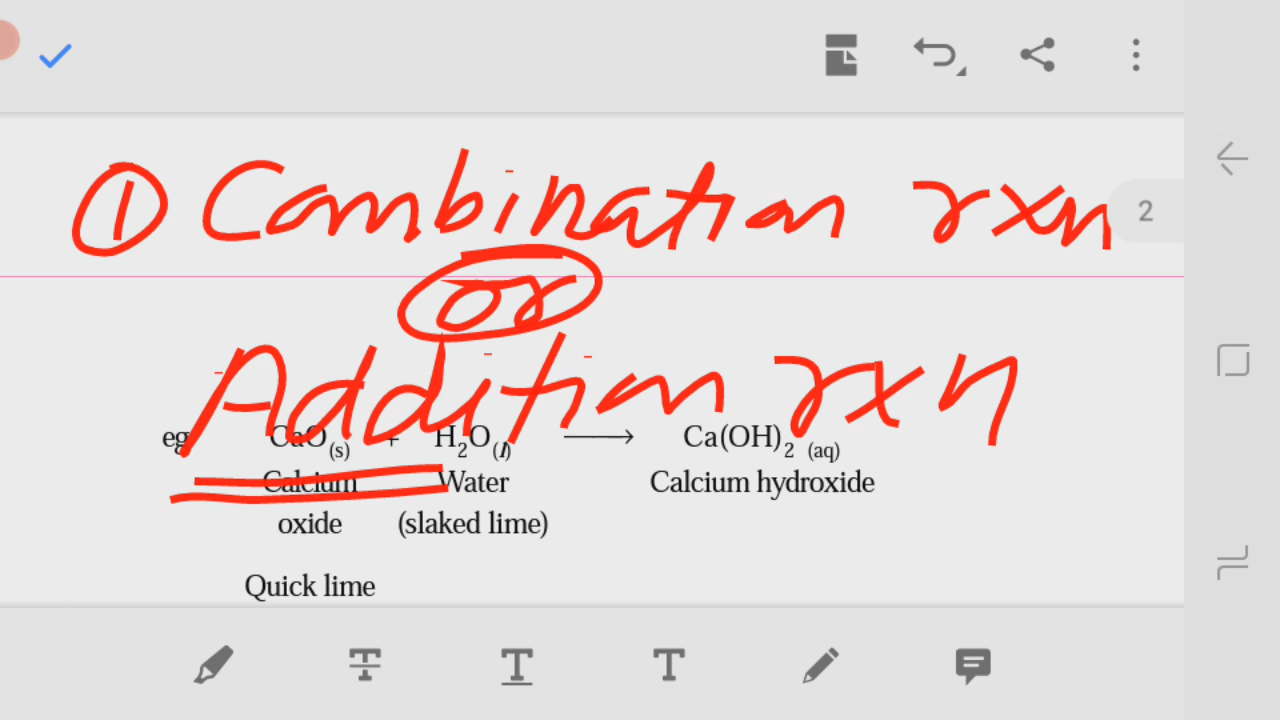 ① Combination rxn
2
or
Addition rxn
eg CaO(s) + H₂O(l) ⟶ Ca(OH)₂ (aq)
Calcium Water Calcium hydroxide
oxide (slaked lime)
Quick lime